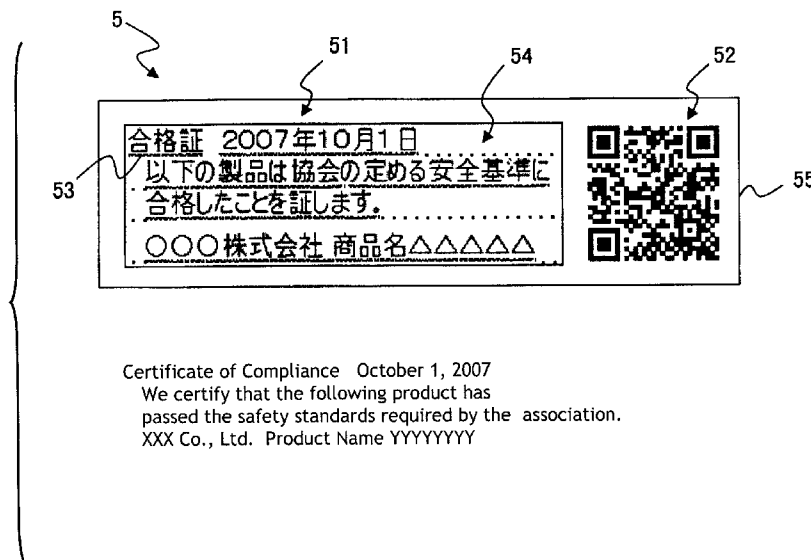 5
51
54
52
合格証 2007年10月1日
53
以下の製品は協会の定める安全基準に
55
合格したことを証します。
○○○株式会社 商品名△△△△△
Certificate of Compliance October 1, 2007
We certify that the following product has
passed the safety standards required by the association.
XXX Co., Ltd. Product Name YYYYYYYY